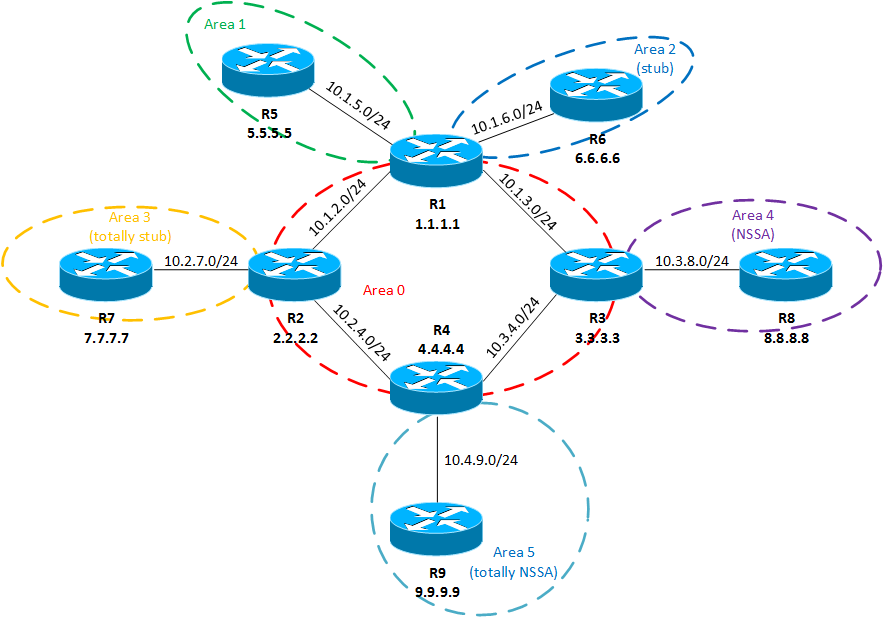 Area 1
Area 2
(stub)
10.1.5.0/24
10.1.6.0/24
R5
5.5.5.5
R6
6.6.6.6
R1
1.1.1.1
10.1.2.0/24
10.1.3.0/24
Area 3
(totally stub)
Area 4
(NSSA)
10.2.7.0/24
10.3.8.0/24
Area 0
R7
7.7.7.7
R2
2.2.2.2
R3
3.3.3.3
R8
8.8.8.8
10.2.4.0/24
10.3.4.0/24
R4
4.4.4.4
10.4.9.0/24
Area 5
(totally NSSA)
R9
9.9.9.9